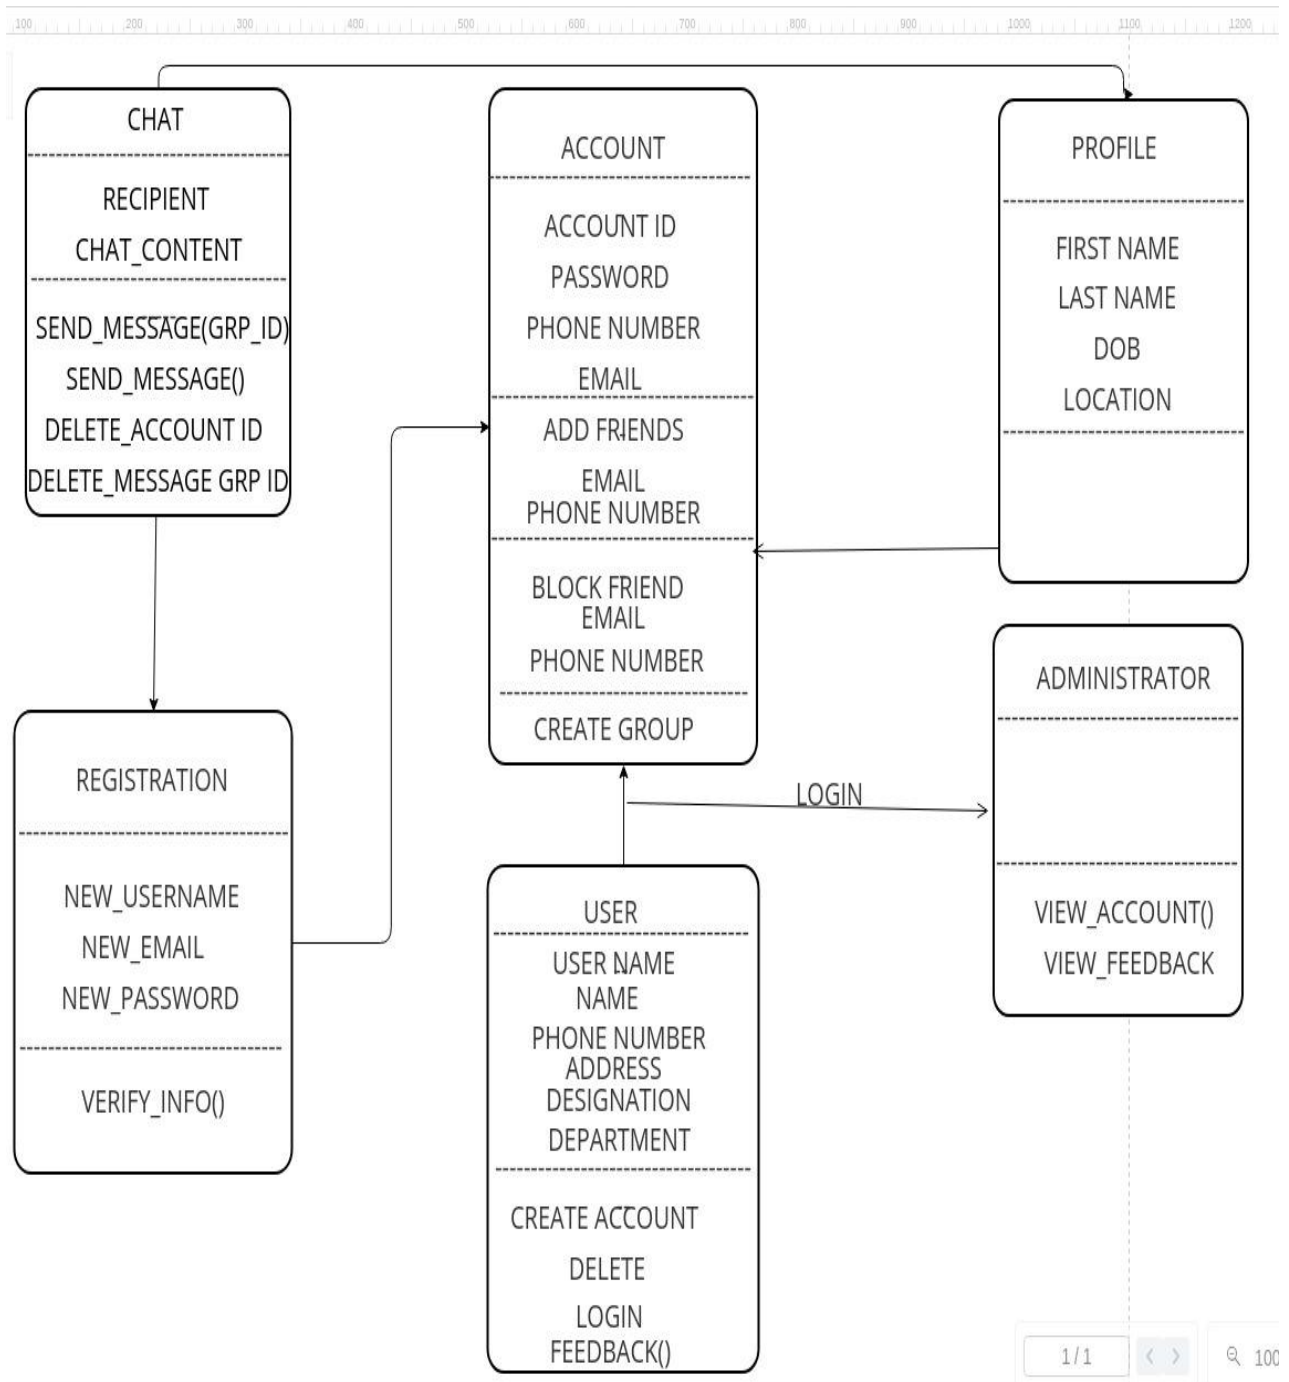 100 200 300 400 500 600 700 800 900 1000 1100 1200
CHAT
RECIPIENT
CHAT_CONTENT
SEND_MESSAGE(GRP_ID)
SEND_MESSAGE()
DELETE_ACCOUNT ID
DELETE_MESSAGE GRP ID
ACCOUNT
ACCOUNT ID
PASSWORD
PHONE NUMBER
EMAIL
ADD FRIENDS
EMAIL
PHONE NUMBER
BLOCK FRIEND
EMAIL
PHONE NUMBER
CREATE GROUP
PROFILE
FIRST NAME
LAST NAME
DOB
LOCATION
REGISTRATION
NEW_USERNAME
NEW_EMAIL
NEW_PASSWORD
VERIFY_INFO()
LOGIN
ADMINISTRATOR
VIEW_ACCOUNT()
VIEW_FEEDBACK
USER
USER NAME
NAME
PHONE NUMBER
ADDRESS
DESIGNATION
DEPARTMENT
CREATE ACCOUNT
DELETE
LOGIN
FEEDBACK()
1 / 1
100